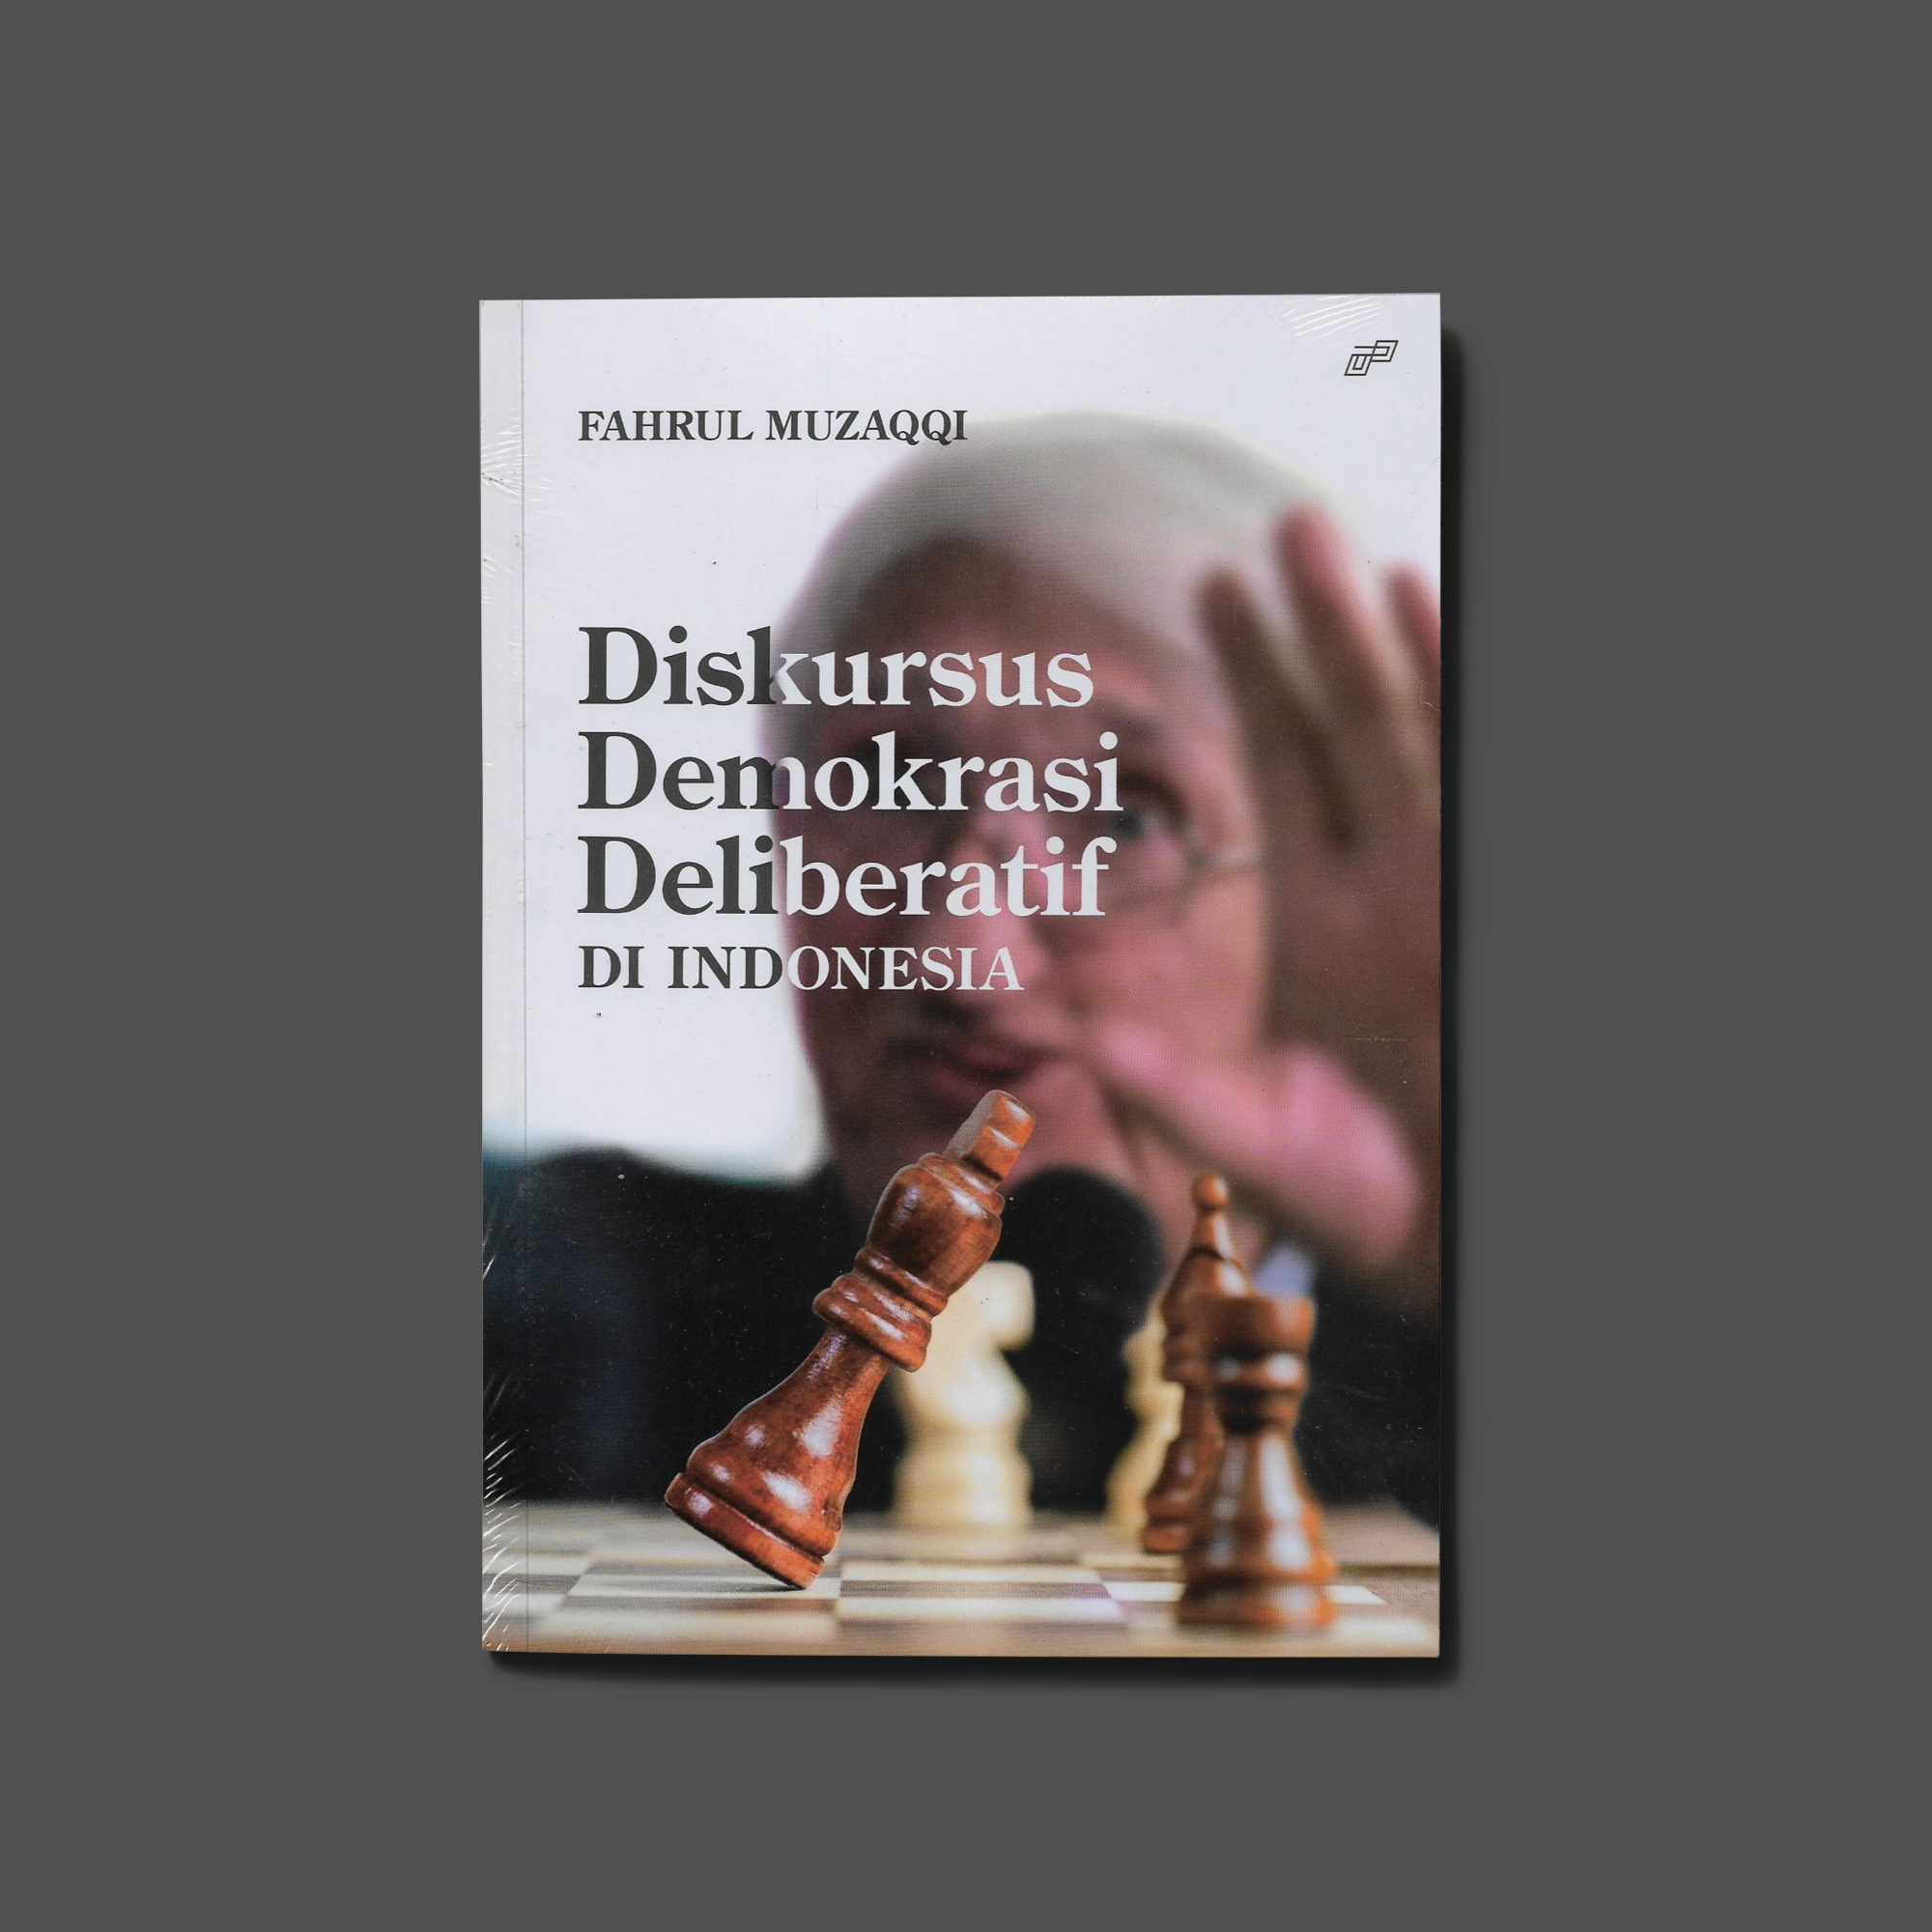 FAHRUL MUZAQQI
Diskursus
Demokrasi
Deliberatif
DI INDONESIA